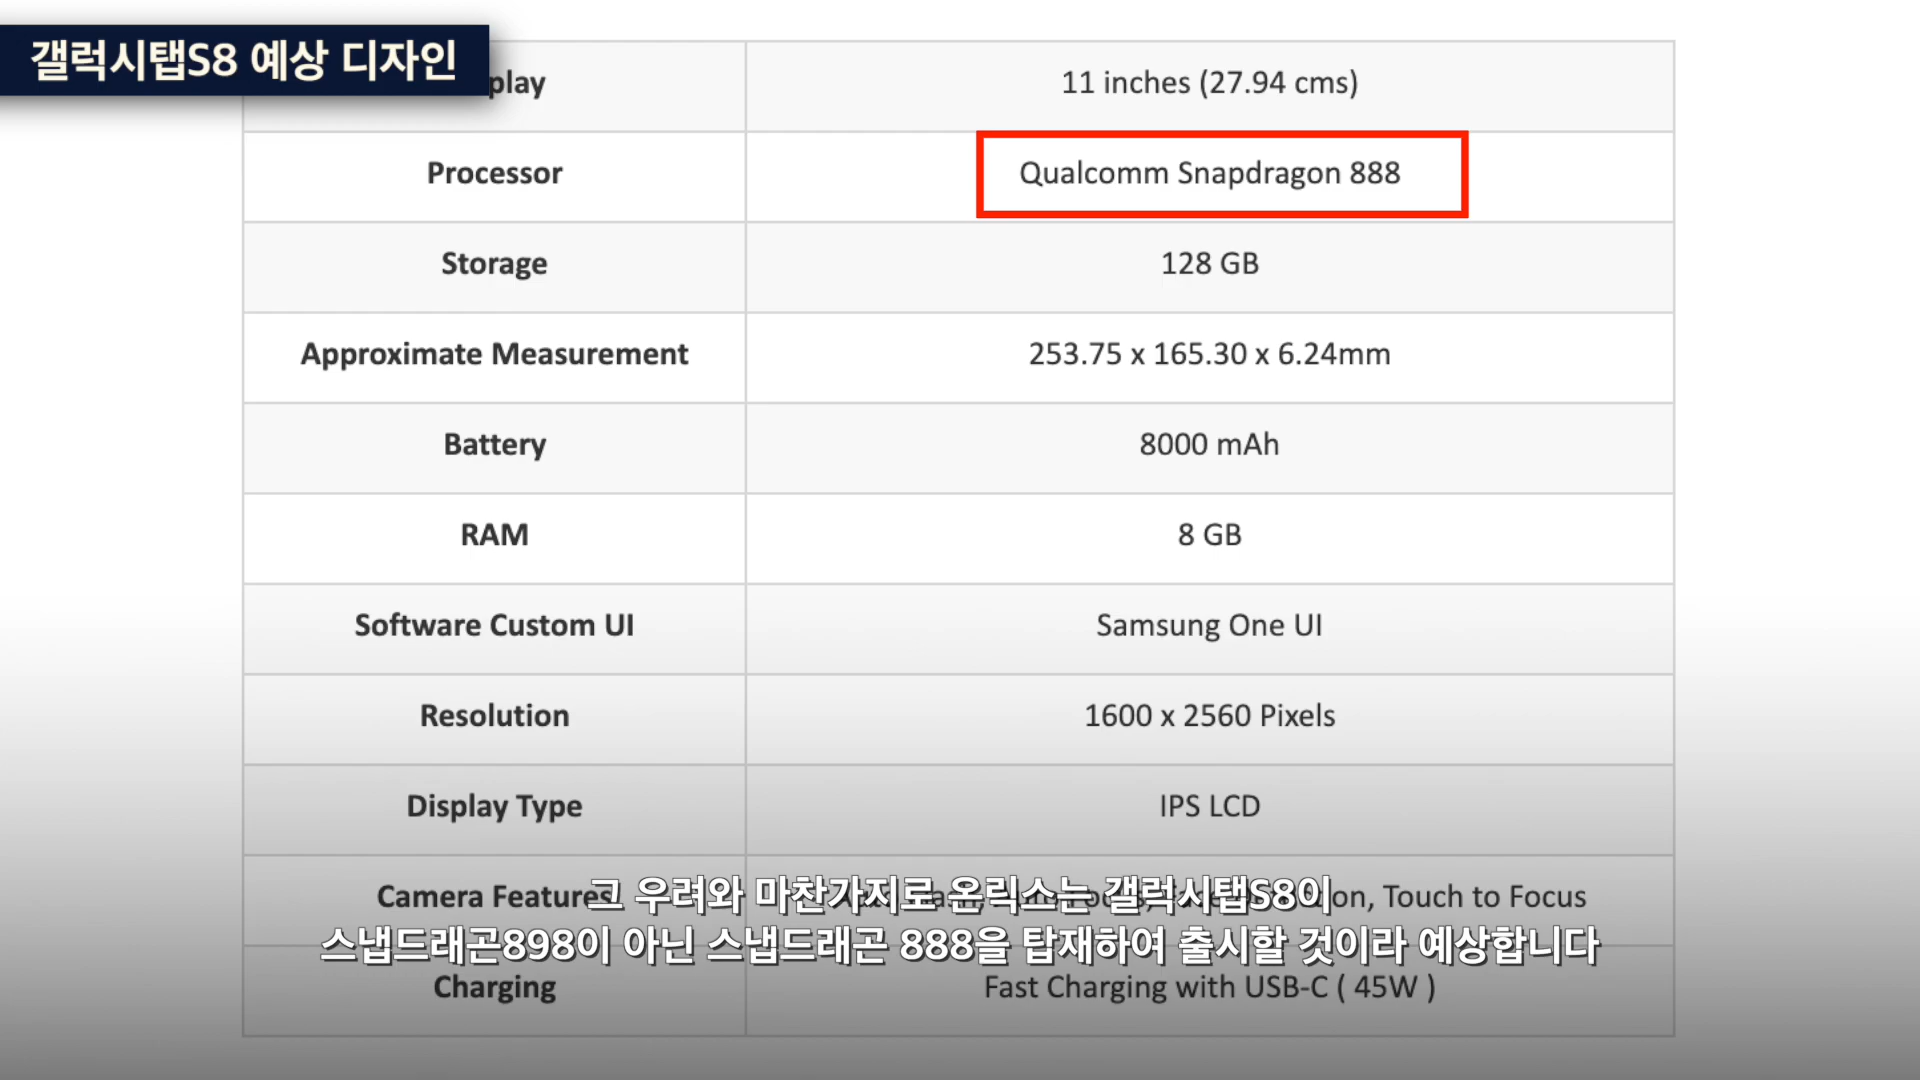 갤럭시탭S8 예상 디자인
play 11 inches (27.94 cms)
Processor Qualcomm Snapdragon 888
Storage 128 GB
Approximate Measurement 253.75 x 165.30 x 6.24mm
Battery 8000 mAh
RAM 8 GB
Software Custom UI Samsung One UI
Resolution 1600 x 2560 Pixels
Display Type IPS LCD
Camera Features on, Touch to Focus
그 우려와 마찬가지로 온릭스는 갤럭시탭S8이
스냅드래곤898이 아닌 스냅드래곤 888을 탑재하여 출시할 것이라 예상합니다
Charging Fast Charging with USB-C ( 45W )